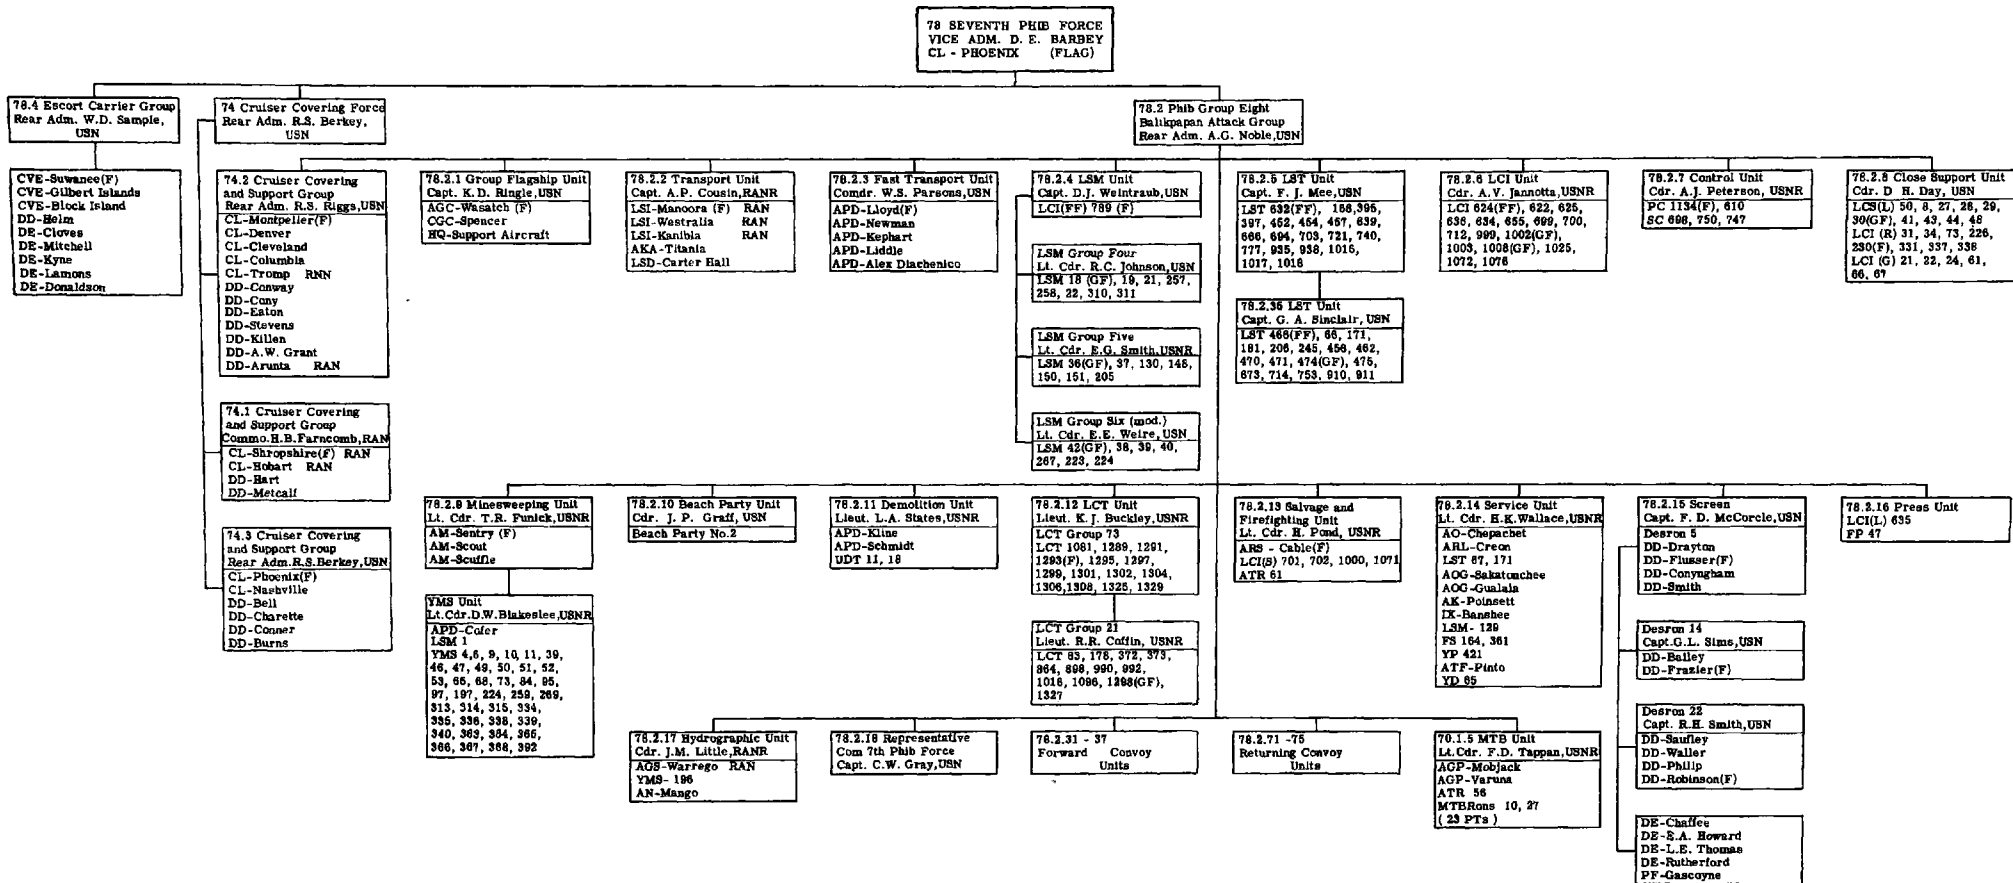 78 SEVENTH PHIB FORCE
VICE ADM. D. E. BARBEY
CL - PHOENIX (FLAG)
78.4 Escort Carrier Group
Rear Adm. W.D. Sample,
USN
CVE-Suwanee(F)
CVE-Gilbert Islands
CVE-Block Island
DD-Helm
DE-Cloves
DE-Mitchell
DE-Kyne
DE-Lamons
DE-Donaldson
74 Cruiser Covering Force
Rear Adm. R.S. Berkey,
USN
74.2 Cruiser Covering
and Support Group
Rear Adm. R.S. Riggs,USN
CL-Montpelier(F)
CL-Denver
CL-Cleveland
CL-Columbia
CL-Tromp RNN
DD-Conway
DD-Cony
DD-Eaton
DD-Stevens
DD-Killen
DD-A.W. Grant
DD-Arunta RAN
74.1 Cruiser Covering
and Support Group
Commo.H.B.Farncomb,RAN
CL-Shropshire(F) RAN
CL-Hobart RAN
DD-Hart
DD-Metcalf
74.3 Cruiser Covering
and Support Group
Rear Adm.R.S.Berkey,USN
CL-Phoenix(F)
CL-Nashville
DD-Bell
DD-Charette
DD-Conner
DD-Burns
78.2 Phib Group Eight
Balikpapan Attack Group
Rear Adm. A.G. Noble,USN
78.2.1 Group Flagship Unit
Capt. K.D. Ringle,USN
AGC-Wasatch (F)
CGC-Spencer
HQ-Support Aircraft
78.2.2 Transport Unit
Capt. A.P. Cousin,RANR
LSI-Manoora (F) RAN
LSI-Westralia RAN
LSI-Kanibla RAN
AKA-Titania
LSD-Carter Hall
78.2.3 Fast Transport Unit
Comdr. W.S. Parsons,USN
APD-Lloyd(F)
APD-Newman
APD-Kephart
APD-Liddle
APD-Alex Diachenico
78.2.4 LSM Unit
Capt. D.J. Weintraub,USN
LCI(FF) 789 (F)
LSM Group Four
Lt. Cdr. R.C. Johnson,USN
LSM 18 (GF), 19, 21, 257,
258, 22, 310, 311
LSM Group Five
Lt. Cdr. E.G. Smith,USNR
LSM 36(GF), 37, 130, 148,
150, 151, 205
LSM Group Six (mod.)
Lt. Cdr. E.E. Weire,USN
LSM 42(GF), 38, 39, 40,
267, 223, 224
78.2.5 LST Unit
Capt. F. J. Mee,USN
LST 632(FF), 168,395,
397, 452, 454, 457, 639,
666, 694, 703, 721, 740,
777, 935, 938, 1015,
1017, 1018
78.2.36 LST Unit
Capt. G. A. Sinclair, USN
LST 466(FF), 66, 171,
181, 206, 245, 456, 462,
470, 471, 474(GF), 475,
673, 714, 753, 910, 911
78.2.6 LCI Unit
Cdr. A.V. Jannotta,USNR
LCI 624(FF), 622, 625,
636, 634, 655, 699, 700,
712, 999, 1002(GF),
1003, 1008(GF), 1025,
1072, 1076
78.2.7 Control Unit
Cdr. A.J. Peterson, USNR
PC 1134(F), 610
SC 698, 750, 747
78.2.8 Close Support Unit
Cdr. D H. Day, USN
LCS(L) 50, 8, 27, 28, 29,
30(GF), 41, 43, 44, 48
LCI (R) 31, 34, 73, 226,
230(F), 331, 337, 338
LCI (G) 21, 22, 24, 61,
66, 67
78.2.9 Minesweeping Unit
Lt. Cdr. T.R. Funick,USNR
AM-Sentry (F)
AM-Scout
AM-Scuffle
YMS Unit
Lt.Cdr.D.W.Blakeslee,USNR
APD-Cofer
LSM 1
YMS 4,6, 9, 10, 11, 39,
46, 47, 49, 50, 51, 52,
53, 65, 68, 73, 84, 95,
97, 197, 224, 259, 269,
313, 314, 315, 334,
335, 336, 338, 339,
340, 363, 364, 365,
366, 367, 368, 392
78.2.10 Beach Party Unit
Cdr. J. P. Graff, USN
Beach Party No.2
78.2.11 Demolition Unit
Lieut. L.A. States,USNR
APD-Kline
APD-Schmidt
UDT 11, 18
78.2.12 LCT Unit
Lieut. K.J. Buckley,USNR
LCT Group 73
LCT 1081, 1289, 1291,
1293(F), 1295, 1297,
1299, 1301, 1302, 1304,
1306,1308, 1325, 1329
LCT Group 21
Lieut. R.R. Coffin, USNR
LCT 83, 178, 372, 373,
864, 898, 990, 992,
1018, 1096, 1298(GF),
1327
78.2.13 Salvage and
Firefighting Unit
Lt. Cdr. H. Pond, USNR
ARS - Cable(F)
LCI(S) 701, 702, 1000, 1071
ATR 61
78.2.14 Service Unit
Lt. Cdr. H.K.Wallace,USNR
AO-Chepachet
ARL-Creon
LST 67, 171
AOG-Sakatonchee
AOG-Gualala
AK-Poinsett
IX-Banshee
LSM- 129
FS 164, 361
YP 421
ATF-Pinto
YD 65
78.2.15 Screen
Capt. F. D. McCorcle,USN
Desron 5
DD-Drayton
DD-Flusser(F)
DD-Conyngham
DD-Smith
Desron 14
Capt.G.L. Sims,USN
DD-Bailey
DD-Frazier(F)
Desron 22
Capt. R.H. Smith,USN
DD-Saufley
DD-Waller
DD-Philip
DD-Robinson(F)
DE-Chaffee
DE-E.A. Howard
DE-L.E. Thomas
DE-Rutherford
PF-Gascoyne
78.2.16 Press Unit
LCI(L) 635
FP 47
78.2.17 Hydrographic Unit
Cdr. J.M. Little,RANR
AGS-Warrego RAN
YMS- 196
AN-Mango
78.2.18 Representative
Com 7th Phib Force
Capt. C.W. Gray,USN
78.2.31 - 37
Forward Convoy
Units
78.2.71 -75
Returning Convoy
Units
70.1.5 MTB Unit
Lt.Cdr. F.D. Tappan,USNR
AGP-Mobjack
AGP-Varuna
ATR 56
MTBRons 10, 27
( 23 PTs )